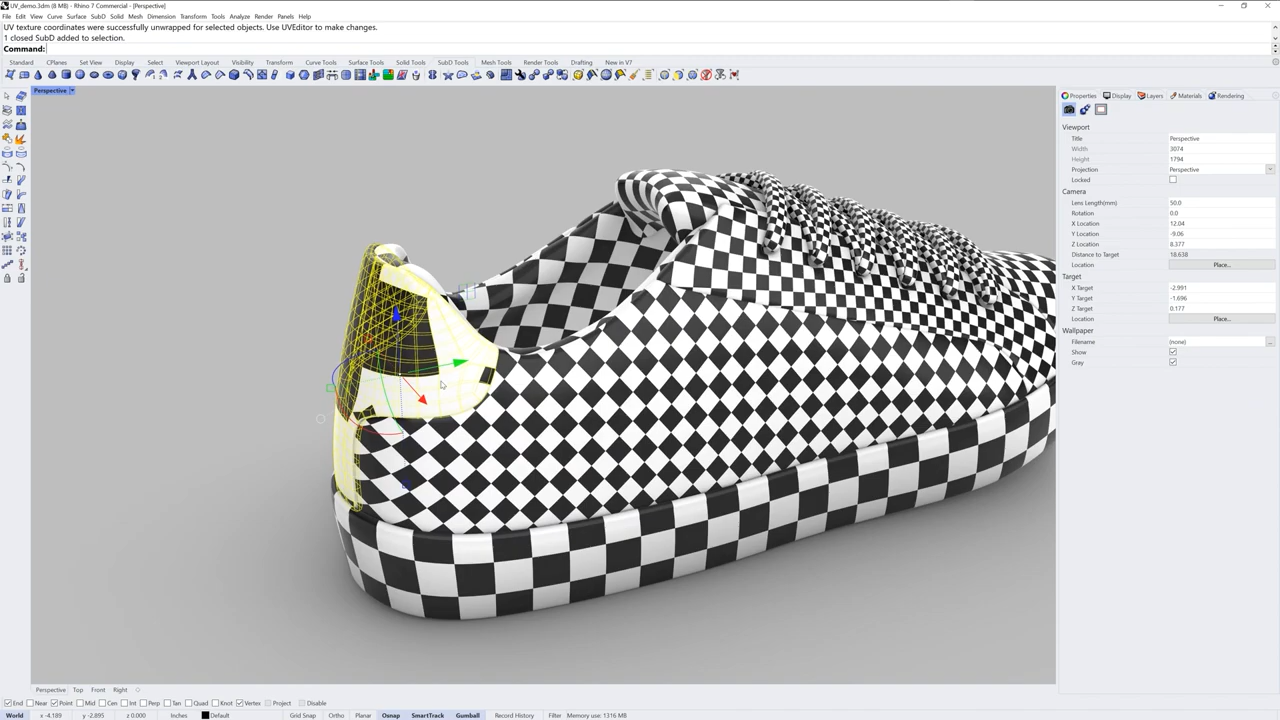 UV_demo.3dm (8 MB) - Rhino 7 Commercial - [Perspective]
File Edit View Curve Surface SubD Solid Mesh Dimension Transform Tools Analyze Render Panels Help
UV texture coordinates were successfully unwrapped for selected objects. Use UVEditor to make changes.
1 closed SubD added to selection.
Command:
Standard CPlanes Set View Display Select Viewport Layout Visibility Transform Curve Tools Surface Tools Solid Tools SubD Tools Mesh Tools Render Tools Drafting New in V7
Perspective
Properties Display Layers Materials Rendering
Viewport
Title Perspective
Width 3074
Height 1794
Projection Perspective
Locked
Camera
Lens Length(mm) 50.0
Rotation 0.0
X Location 12.04
Y Location -9.06
Z Location 8.377
Distance to Target 18.638
Location Place...
Target
X Target -2.991
Y Target -1.696
Z Target 0.177
Location Place...
Wallpaper
Filename (none) ...
Show
Gray
Perspective Top Front Right
End Near Point Mid Cen Int Perp Tan Quad Knot Vertex Project Disable
World x -4.189 y -2.895 z 0.000 Inches Default Grid Snap Ortho Planar Osnap SmartTrack Gumball Record History Filter Memory use: 1316 MB